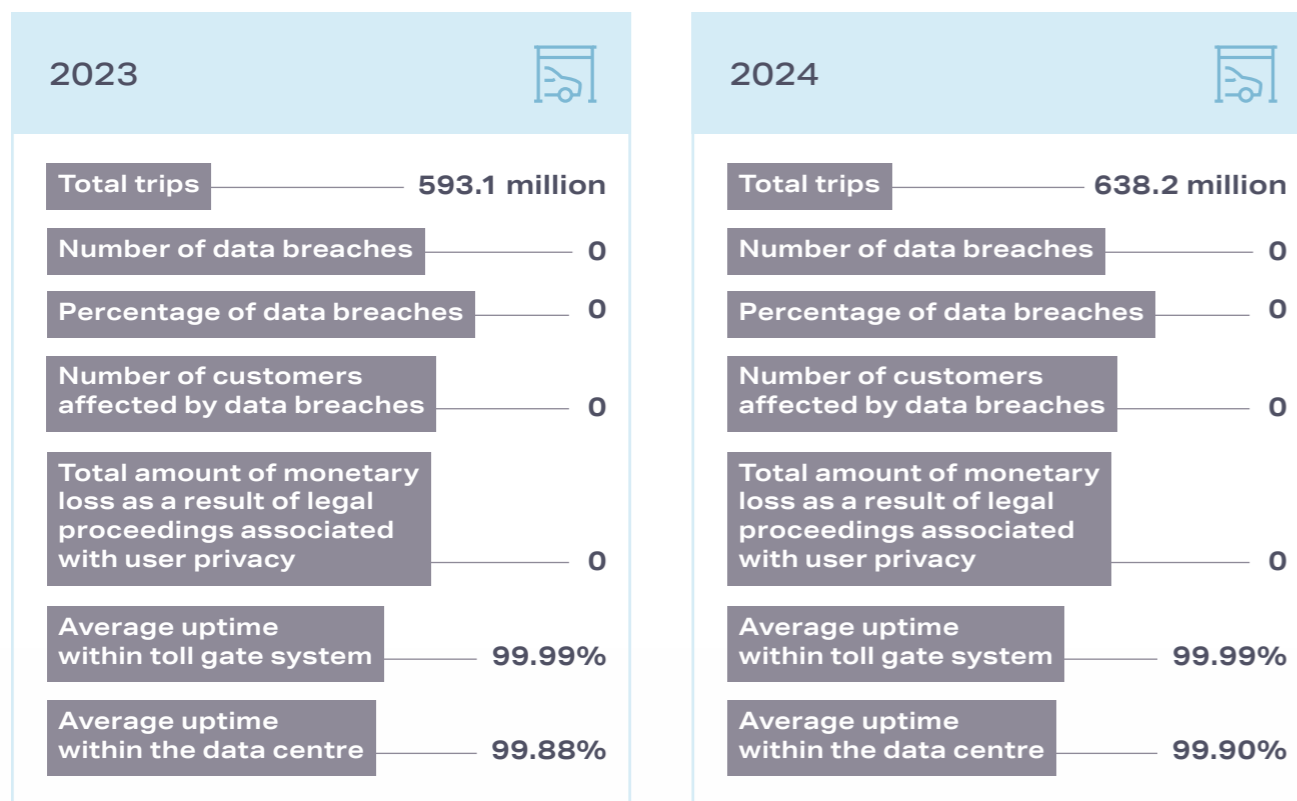 2023
Total trips 593.1 million
Number of data breaches 0
Percentage of data breaches 0
Number of customers
affected by data breaches 0
Total amount of monetary
loss as a result of legal
proceedings associated
with user privacy 0
Average uptime
within toll gate system 99.99%
Average uptime
within the data centre 99.88%
2024
Total trips 638.2 million
Number of data breaches 0
Percentage of data breaches 0
Number of customers
affected by data breaches 0
Total amount of monetary
loss as a result of legal
proceedings associated
with user privacy 0
Average uptime
within toll gate system 99.99%
Average uptime
within the data centre 99.90%